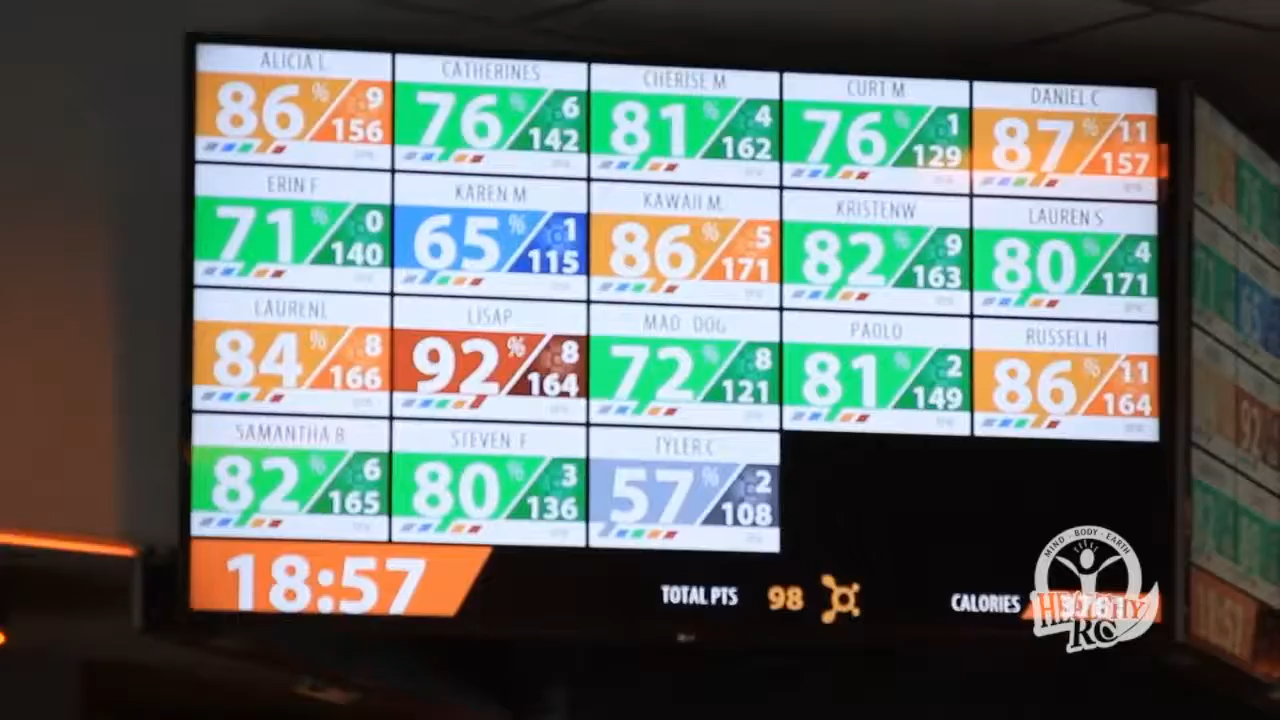 ALICIA L CATHERINES CHERISE M CURT M DANIEL C
86% 9 156 76% 6 142 81% 4 162 76% 1 129 87% 11 157
ERIN F KAREN M KAWAII M KRISTENW LAUREN S
71% 0 140 65% 1 115 86% 5 171 82% 9 163 80% 4 171
LAURENL LISAP MAD DOG PAOLO RUSSELL H
84% 8 166 92% 8 164 72% 8 121 81% 2 149 86% 11 164
SAMANTHA B STEVEN F TYLER C
82% 6 165 80% 3 136 57% 2 108
18:57 TOTAL PTS 98 CALORIES
MIND - BODY - EARTH
HEALTHY
RC